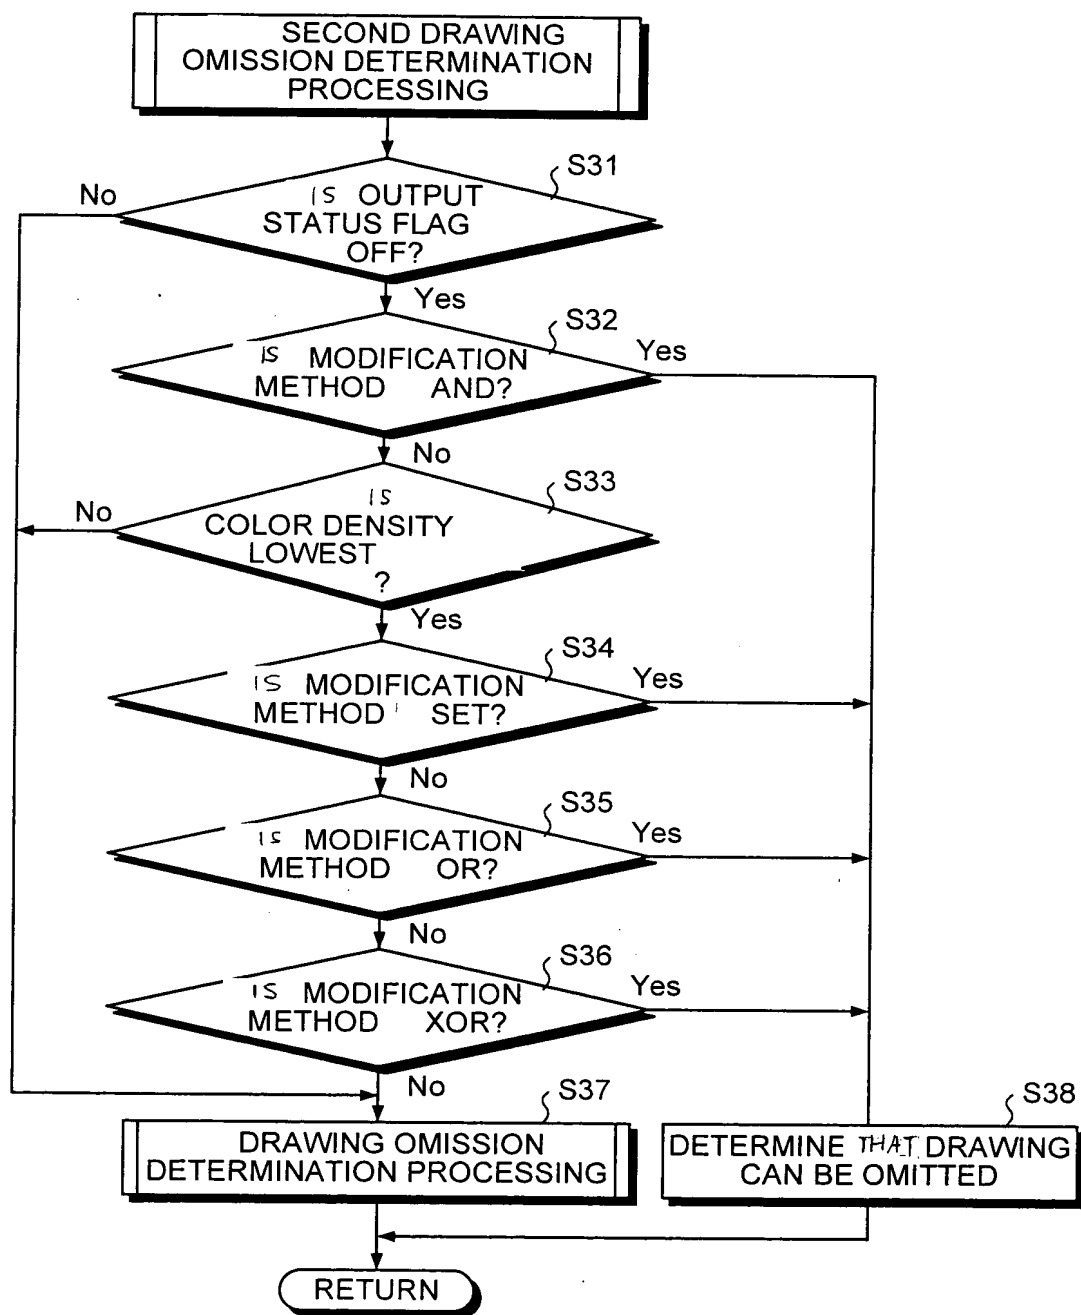 SECOND DRAWING
OMISSION DETERMINATION
PROCESSING
S31
No
IS OUTPUT
STATUS FLAG
OFF?
Yes
S32
IS MODIFICATION
METHOD AND?
Yes
No
S33
No
IS
COLOR DENSITY
LOWEST
?
Yes
S34
IS MODIFICATION
METHOD SET?
Yes
No
S35
IS MODIFICATION
METHOD OR?
Yes
No
S36
IS MODIFICATION
METHOD XOR?
Yes
No
S37
S38
DRAWING OMISSION
DETERMINATION PROCESSING
DETERMINE THAT DRAWING
CAN BE OMITTED
RETURN